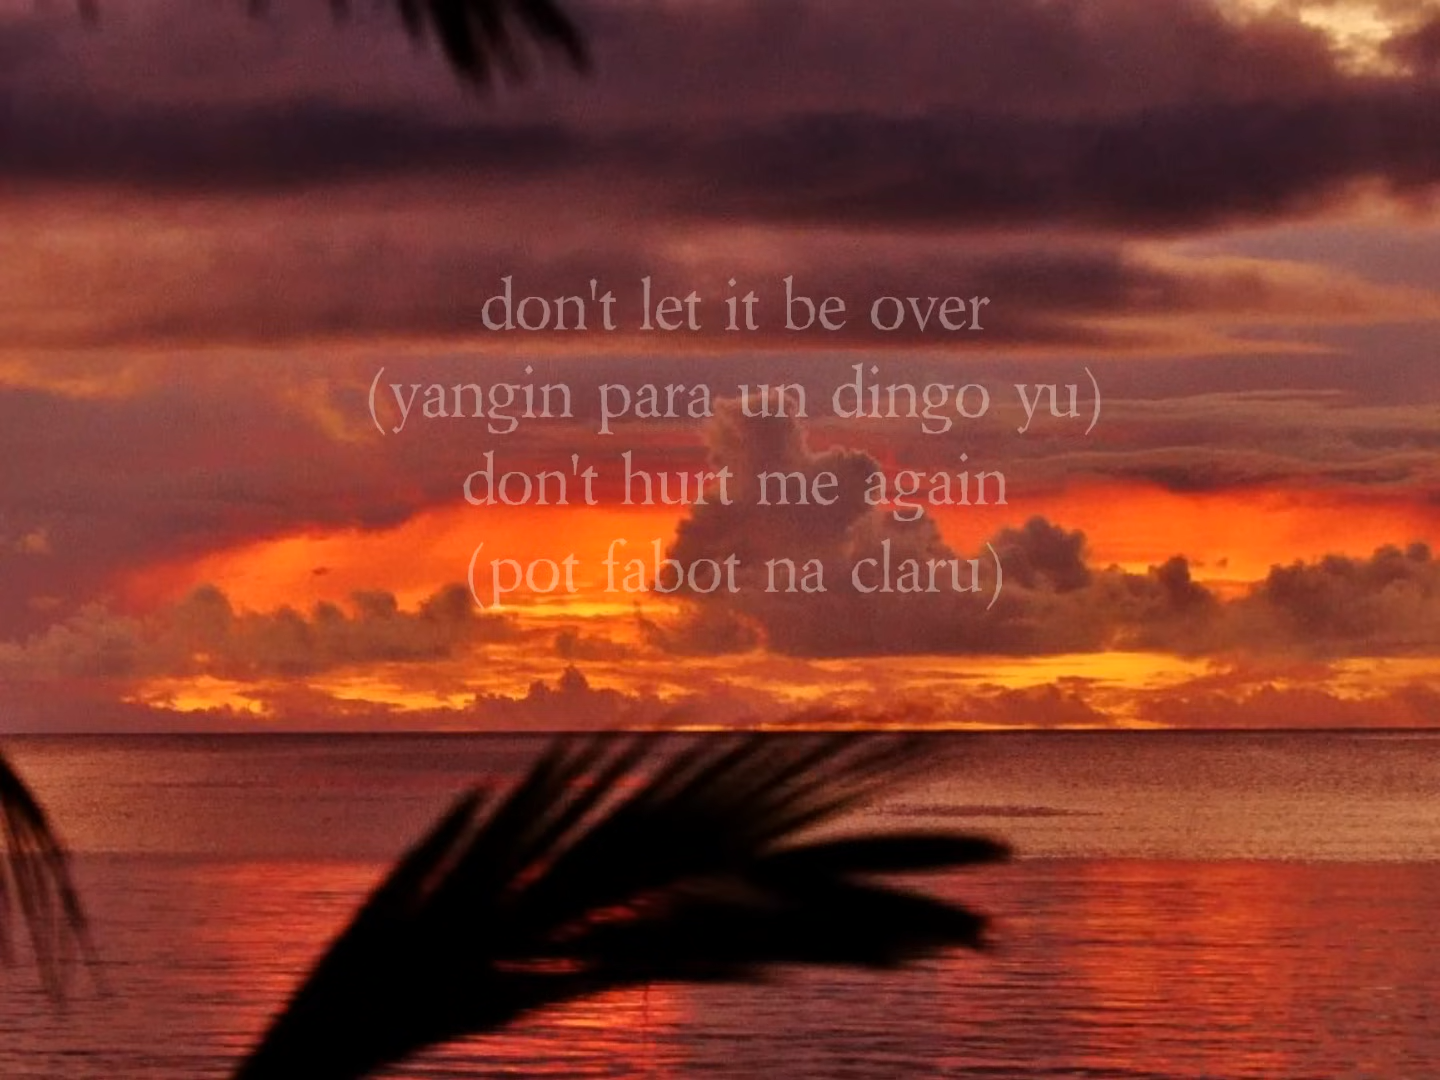 don't let it be over
(yangin para un dingo yu)
don't hurt me again
(pot fabot na claru)